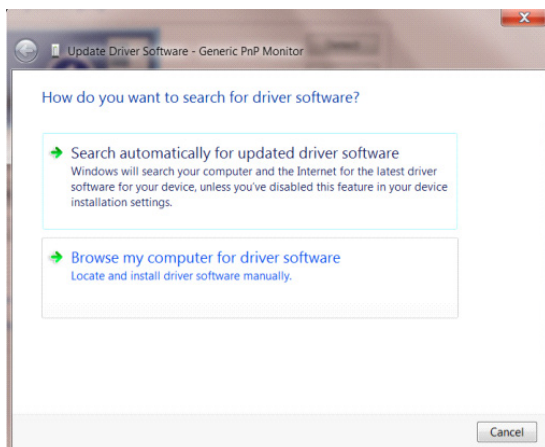 Update Driver Software - Generic PnP Monitor
How do you want to search for driver software?
Search automatically for updated driver software
Windows will search your computer and the Internet for the latest driver
software for your device, unless you've disabled this feature in your device
installation settings.
Browse my computer for driver software
Locate and install driver software manually.
Cancel